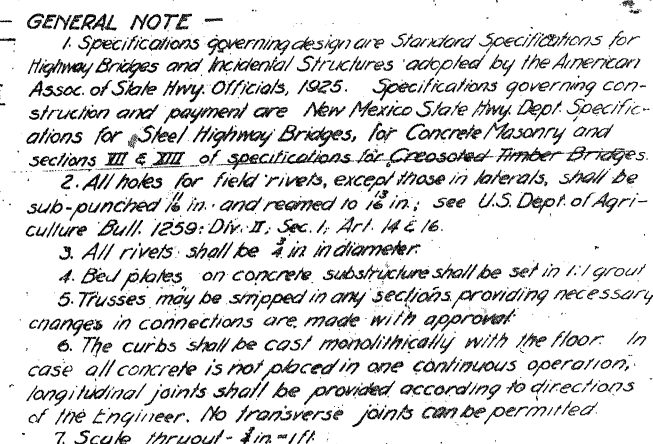 GENERAL NOTE —
1. Specifications governing design are Standard Specifications for
Highway Bridges and Incidental Structures adopted by the American
Assoc. of State Hwy. Officials, 1925. Specifications governing con-
struction and payment are New Mexico State Hwy. Dept. Specific-
ations for Steel Highway Bridges, for Concrete Masonry and
sections VII & XIII of specifications for Creosoted Timber Bridges.
2. All holes for field rivets, except those in laterals, shall be
sub-punched 11/16 in. and reamed to 13/16 in.; see U.S. Dept. of Agri-
culture Bull. 1259: Div. II, Sec. 1, Art. 14 & 16.
3. All rivets shall be 3/4 in. in diameter.
4. Bed plates on concrete substructure shall be set in 1:1 grout
5. Trusses may be shipped in any sections, providing necessary
changes in connections are made with approval.
6. The curbs shall be cast monolithically with the floor. In
case all concrete is not placed in one continuous operation,
longitudinal joints shall be provided according to directions
of the Engineer. No transverse joints can be permitted.
7. Scale thruout - in. = 1 ft.